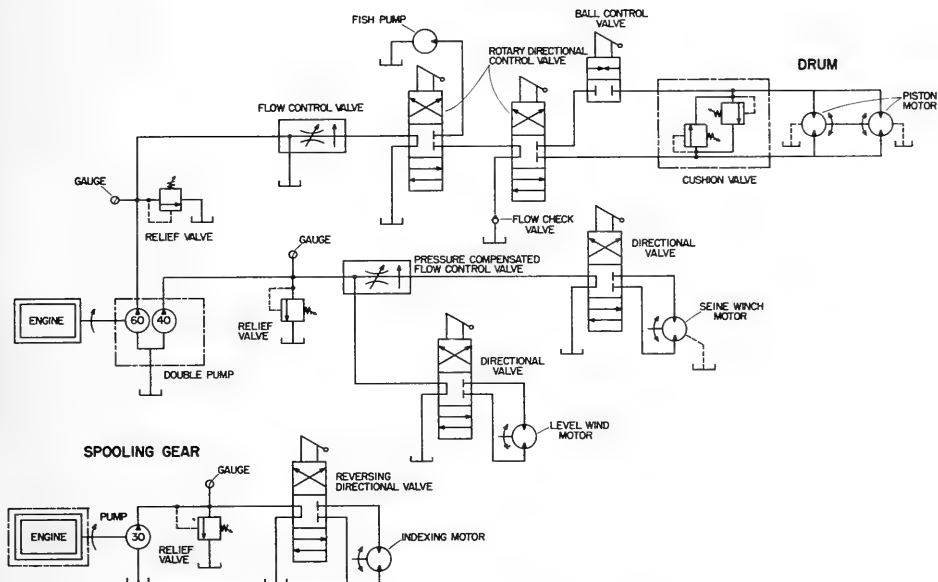 BALL CONTROL
VALVE
FISH PUMP
ROTARY DIRECTIONAL
CONTROL VALVE
DRUM
PISTON
MOTOR
FLOW CONTROL VALVE
CUSHION VALVE
GAUGE
RELIEF VALVE
FLOW CHECK
VALVE
GAUGE
DIRECTIONAL
VALVE
PRESSURE COMPENSATED
FLOW CONTROL VALVE
ENGINE
60
40
RELIEF
VALVE
SEINE WINCH
MOTOR
DOUBLE PUMP
DIRECTIONAL
VALVE
LEVEL WIND
MOTOR
SPOOLING GEAR
GAUGE
REVERSING
DIRECTIONAL VALVE
PUMP
ENGINE
30
RELIEF
VALVE
INDEXING MOTOR